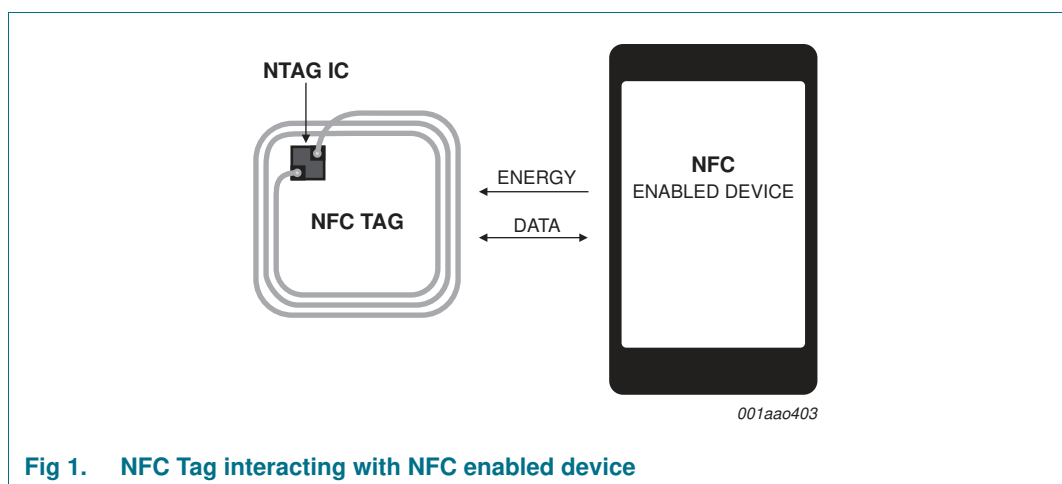 NTAG IC
NFC TAG
ENERGY
DATA
NFC
ENABLED DEVICE
001aao403
Fig 1. NFC Tag interacting with NFC enabled device